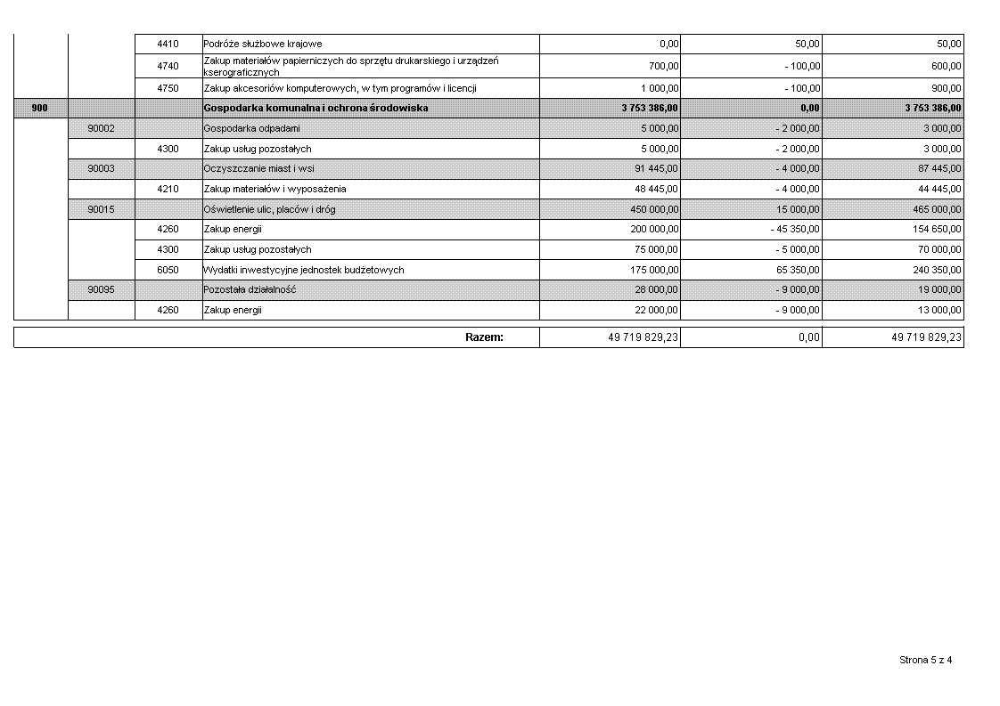 4410 Podróże służbowe krajowe 0,00 50,00 50,00
4740 Zakup materiałów papierniczych do sprzętu drukarskiego i urządzeń
kserograficznych 700,00 - 100,00 600,00
4750 Zakup akcesoriów komputerowych, w tym programów i licencji 1 000,00 - 100,00 900,00
900 Gospodarka komunalna i ochrona środowiska 3 753 386,00 0,00 3 753 386,00
90002 Gospodarka odpadami 5 000,00 - 2 000,00 3 000,00
4300 Zakup usług pozostałych 5 000,00 - 2 000,00 3 000,00
90003 Oczyszczanie miast i wsi 91 445,00 - 4 000,00 87 445,00
4210 Zakup materiałów i wyposażenia 48 445,00 - 4 000,00 44 445,00
90015 Oświetlenie ulic, placów i dróg 450 000,00 15 000,00 465 000,00
4260 Zakup energii 200 000,00 - 45 350,00 154 650,00
4300 Zakup usług pozostałych 75 000,00 - 5 000,00 70 000,00
6050 Wydatki inwestycyjne jednostek budżetowych 175 000,00 65 350,00 240 350,00
90095 Pozostała działalność 28 000,00 - 9 000,00 19 000,00
4260 Zakup energii 22 000,00 - 9 000,00 13 000,00
Razem: 49 719 829,23 0,00 49 719 829,23
Strona 5 z 4